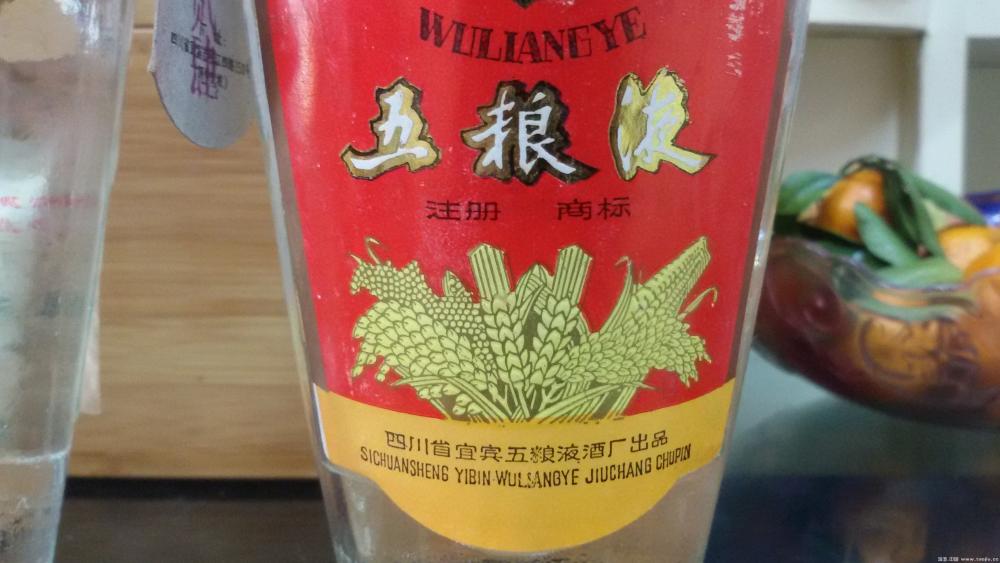 WULIANGYE
五粮液
注册 商标
四川省宜宾五粮液酒厂出品
SICHUANSHENG YIBIN WULIANGYE JIUCHANG CHUPIN